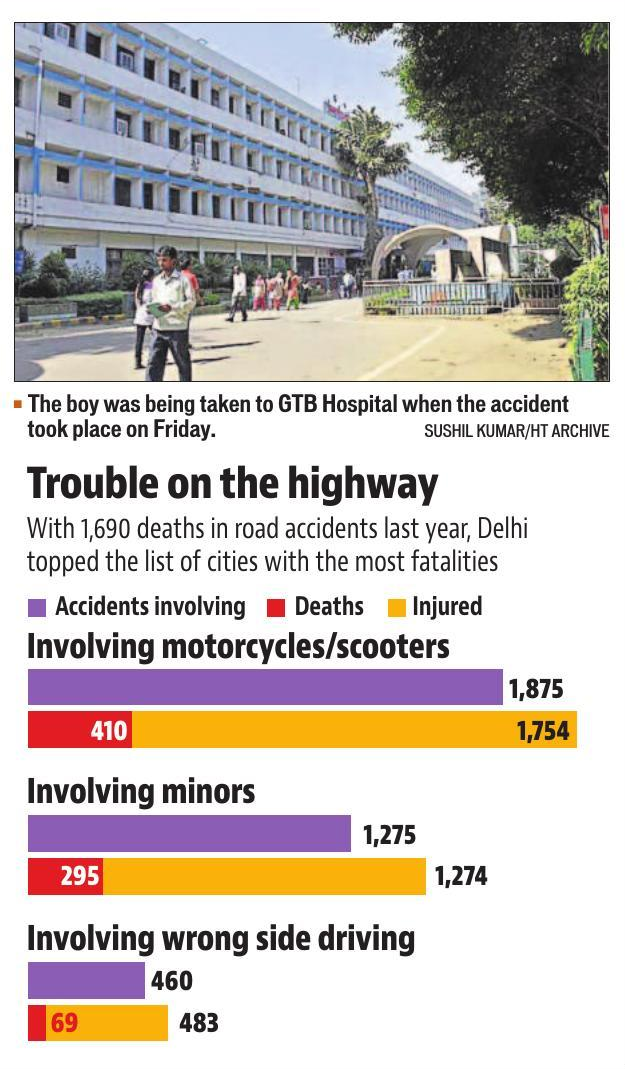 The boy was being taken to GTB Hospital when the accident
took place on Friday.
SUSHIL KUMAR/HT ARCHIVE
Trouble on the highway
With 1,690 deaths in road accidents last year, Delhi
topped the list of cities with the most fatalities
Accidents involving Deaths Injured
Involving motorcycles/scooters
1,875
410 1,754
Involving minors
1,275
295 1,274
Involving wrong side driving
460
69 483